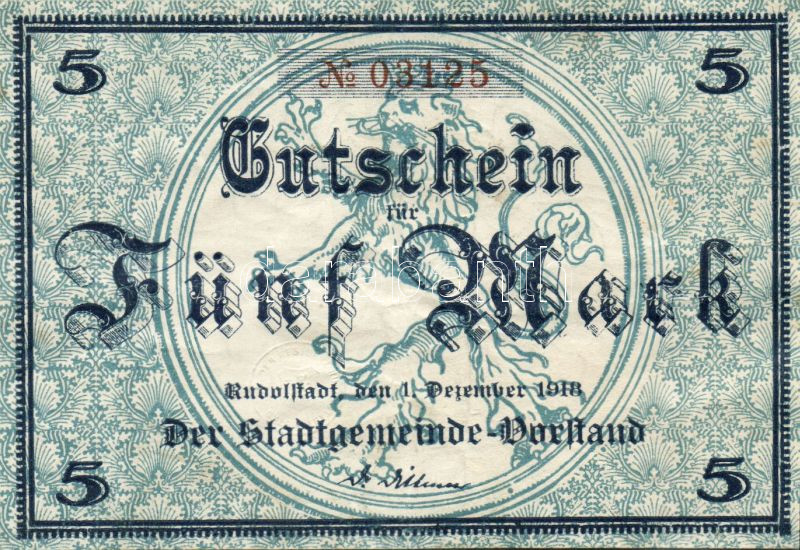 5 5
№ 03125
Gutschein
für
Fünf Mark
Rudolstadt, den 1. Dezember 1918
Der Stadtgemeinde-Vorstand
5 5